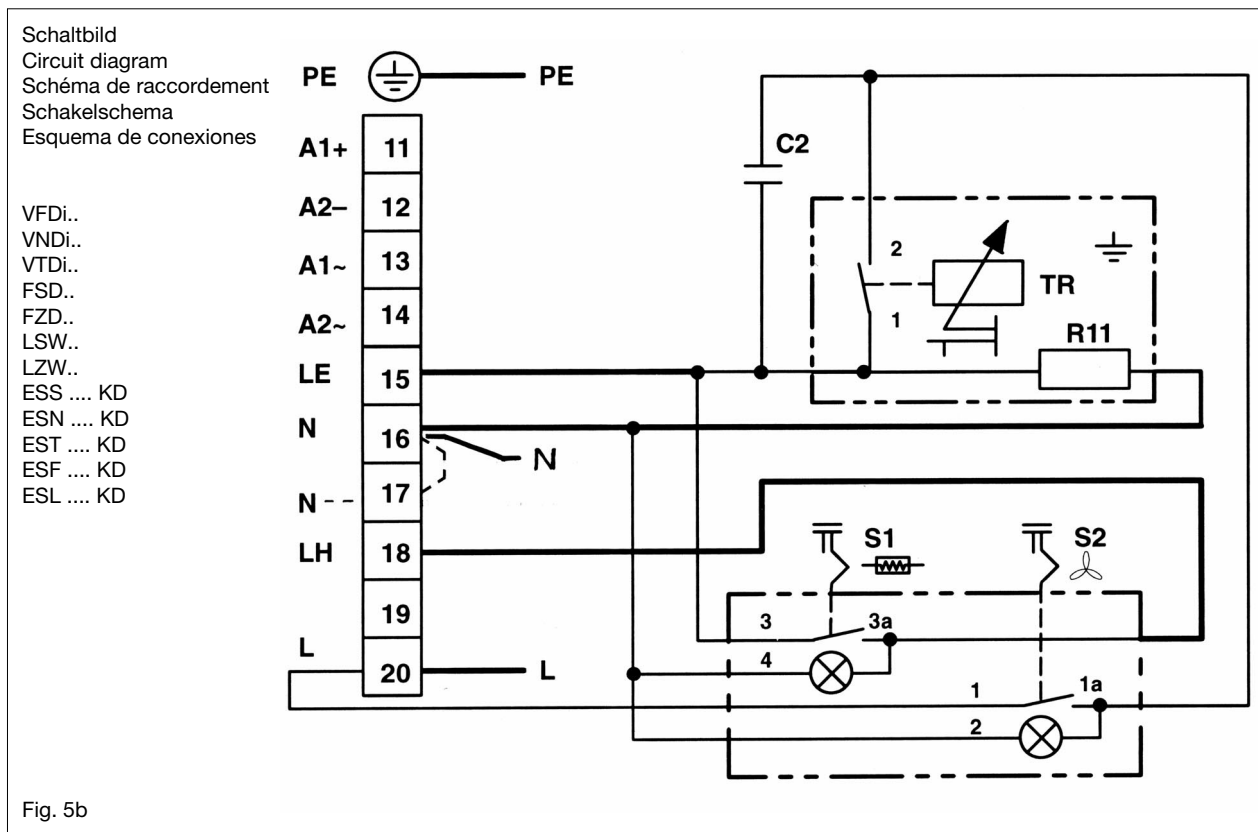 Schaltbild
Circuit diagram
Schéma de raccordement
Schakelschema
Esquema de conexiones
VFDi..
VNDi..
VTDi..
FSD..
FZD..
LSW..
LZW..
ESS .... KD
ESN .... KD
EST .... KD
ESF .... KD
ESL .... KD
PE PE
A1+ 11
A2– 12
A1~ 13
A2~ 14
LE 15
N 16 N
N 17
LH 18
19
L 20 L
C2
2
TR
1
R11
S1 S2
3 3a
4
1 1a
2
Fig. 5b